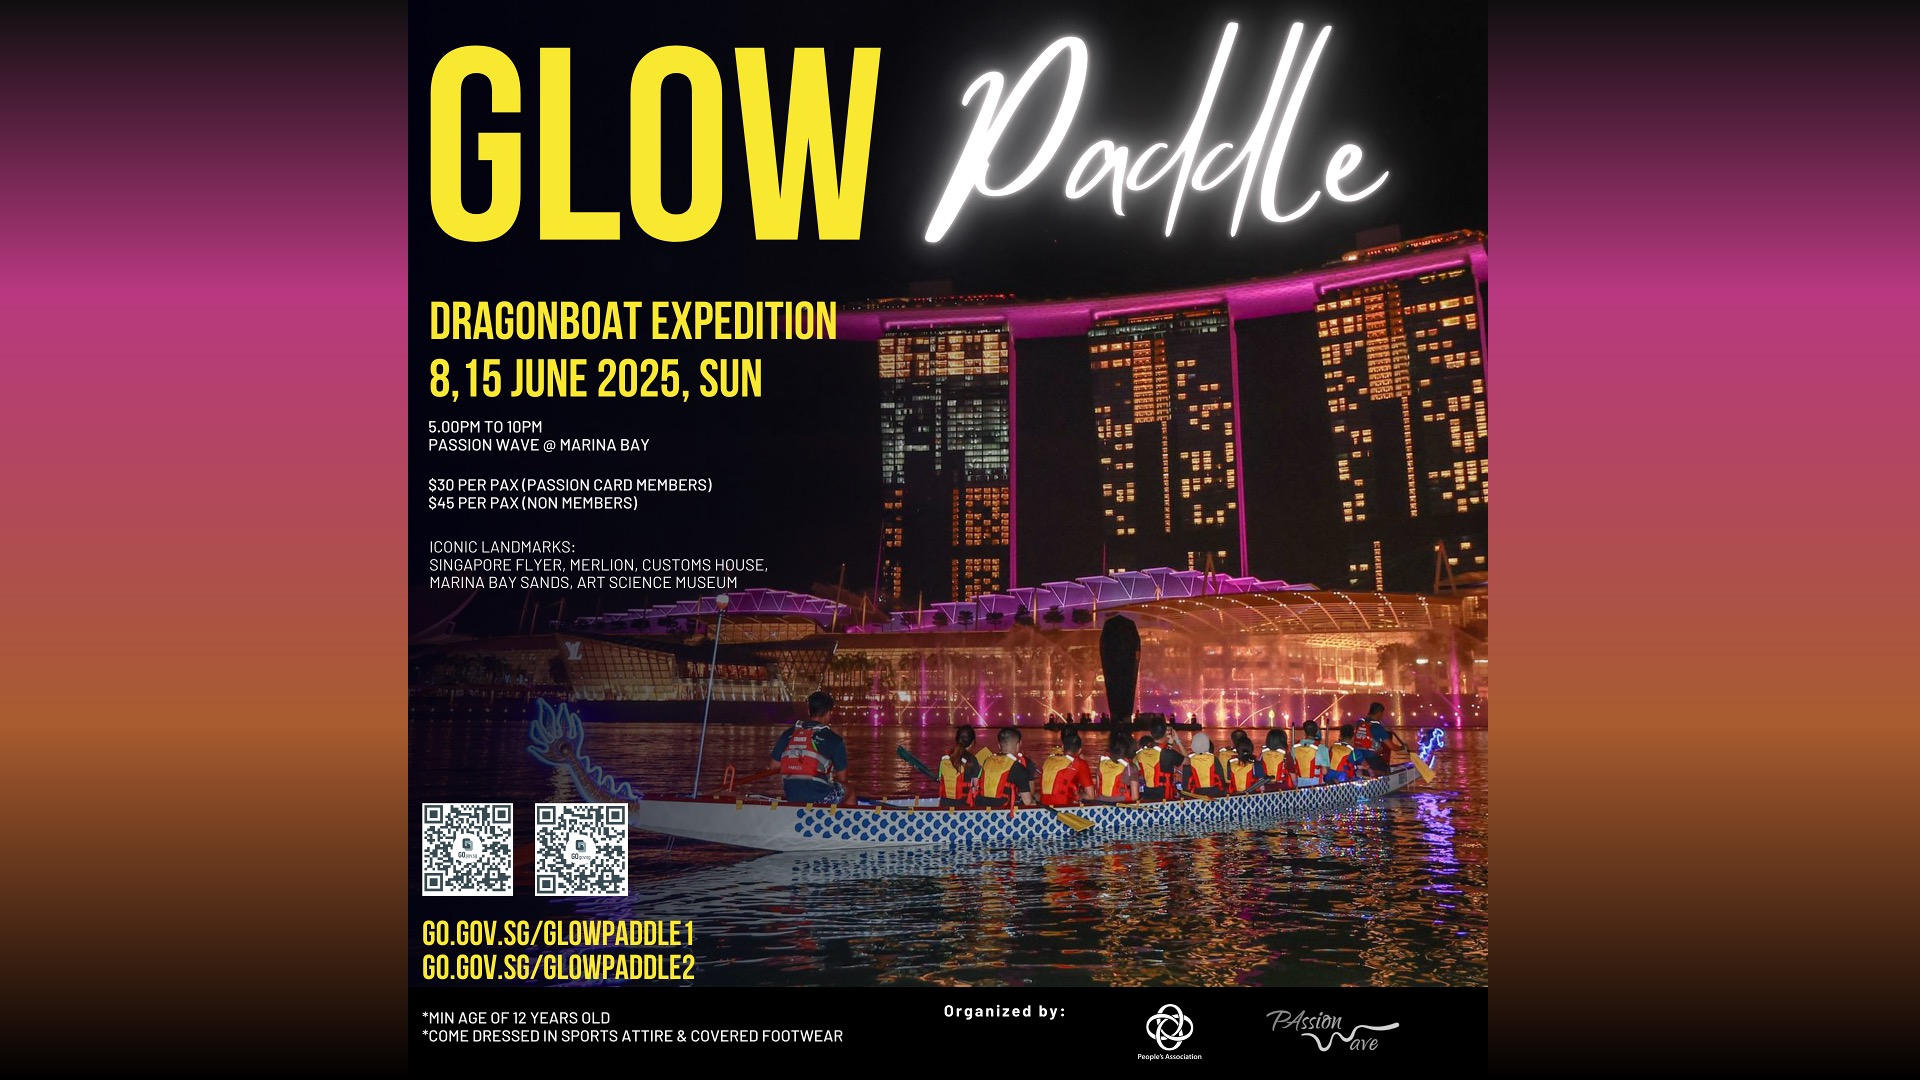 GLOW Paddle
DRAGONBOAT EXPEDITION
8,15 JUNE 2025, SUN
5.00PM TO 10PM
PASSION WAVE @ MARINA BAY
$30 PER PAX (PASSION CARD MEMBERS)
$45 PER PAX (NON MEMBERS)
ICONIC LANDMARKS:
SINGAPORE FLYER, MERLION, CUSTOMS HOUSE,
MARINA BAY SANDS, ART SCIENCE MUSEUM
GO.GOV.SG/GLOWPADDLE1
GO.GOV.SG/GLOWPADDLE2
*MIN AGE OF 12 YEARS OLD
*COME DRESSED IN SPORTS ATTIRE & COVERED FOOTWEAR
Organized by:
People's Association
PAssion Wave